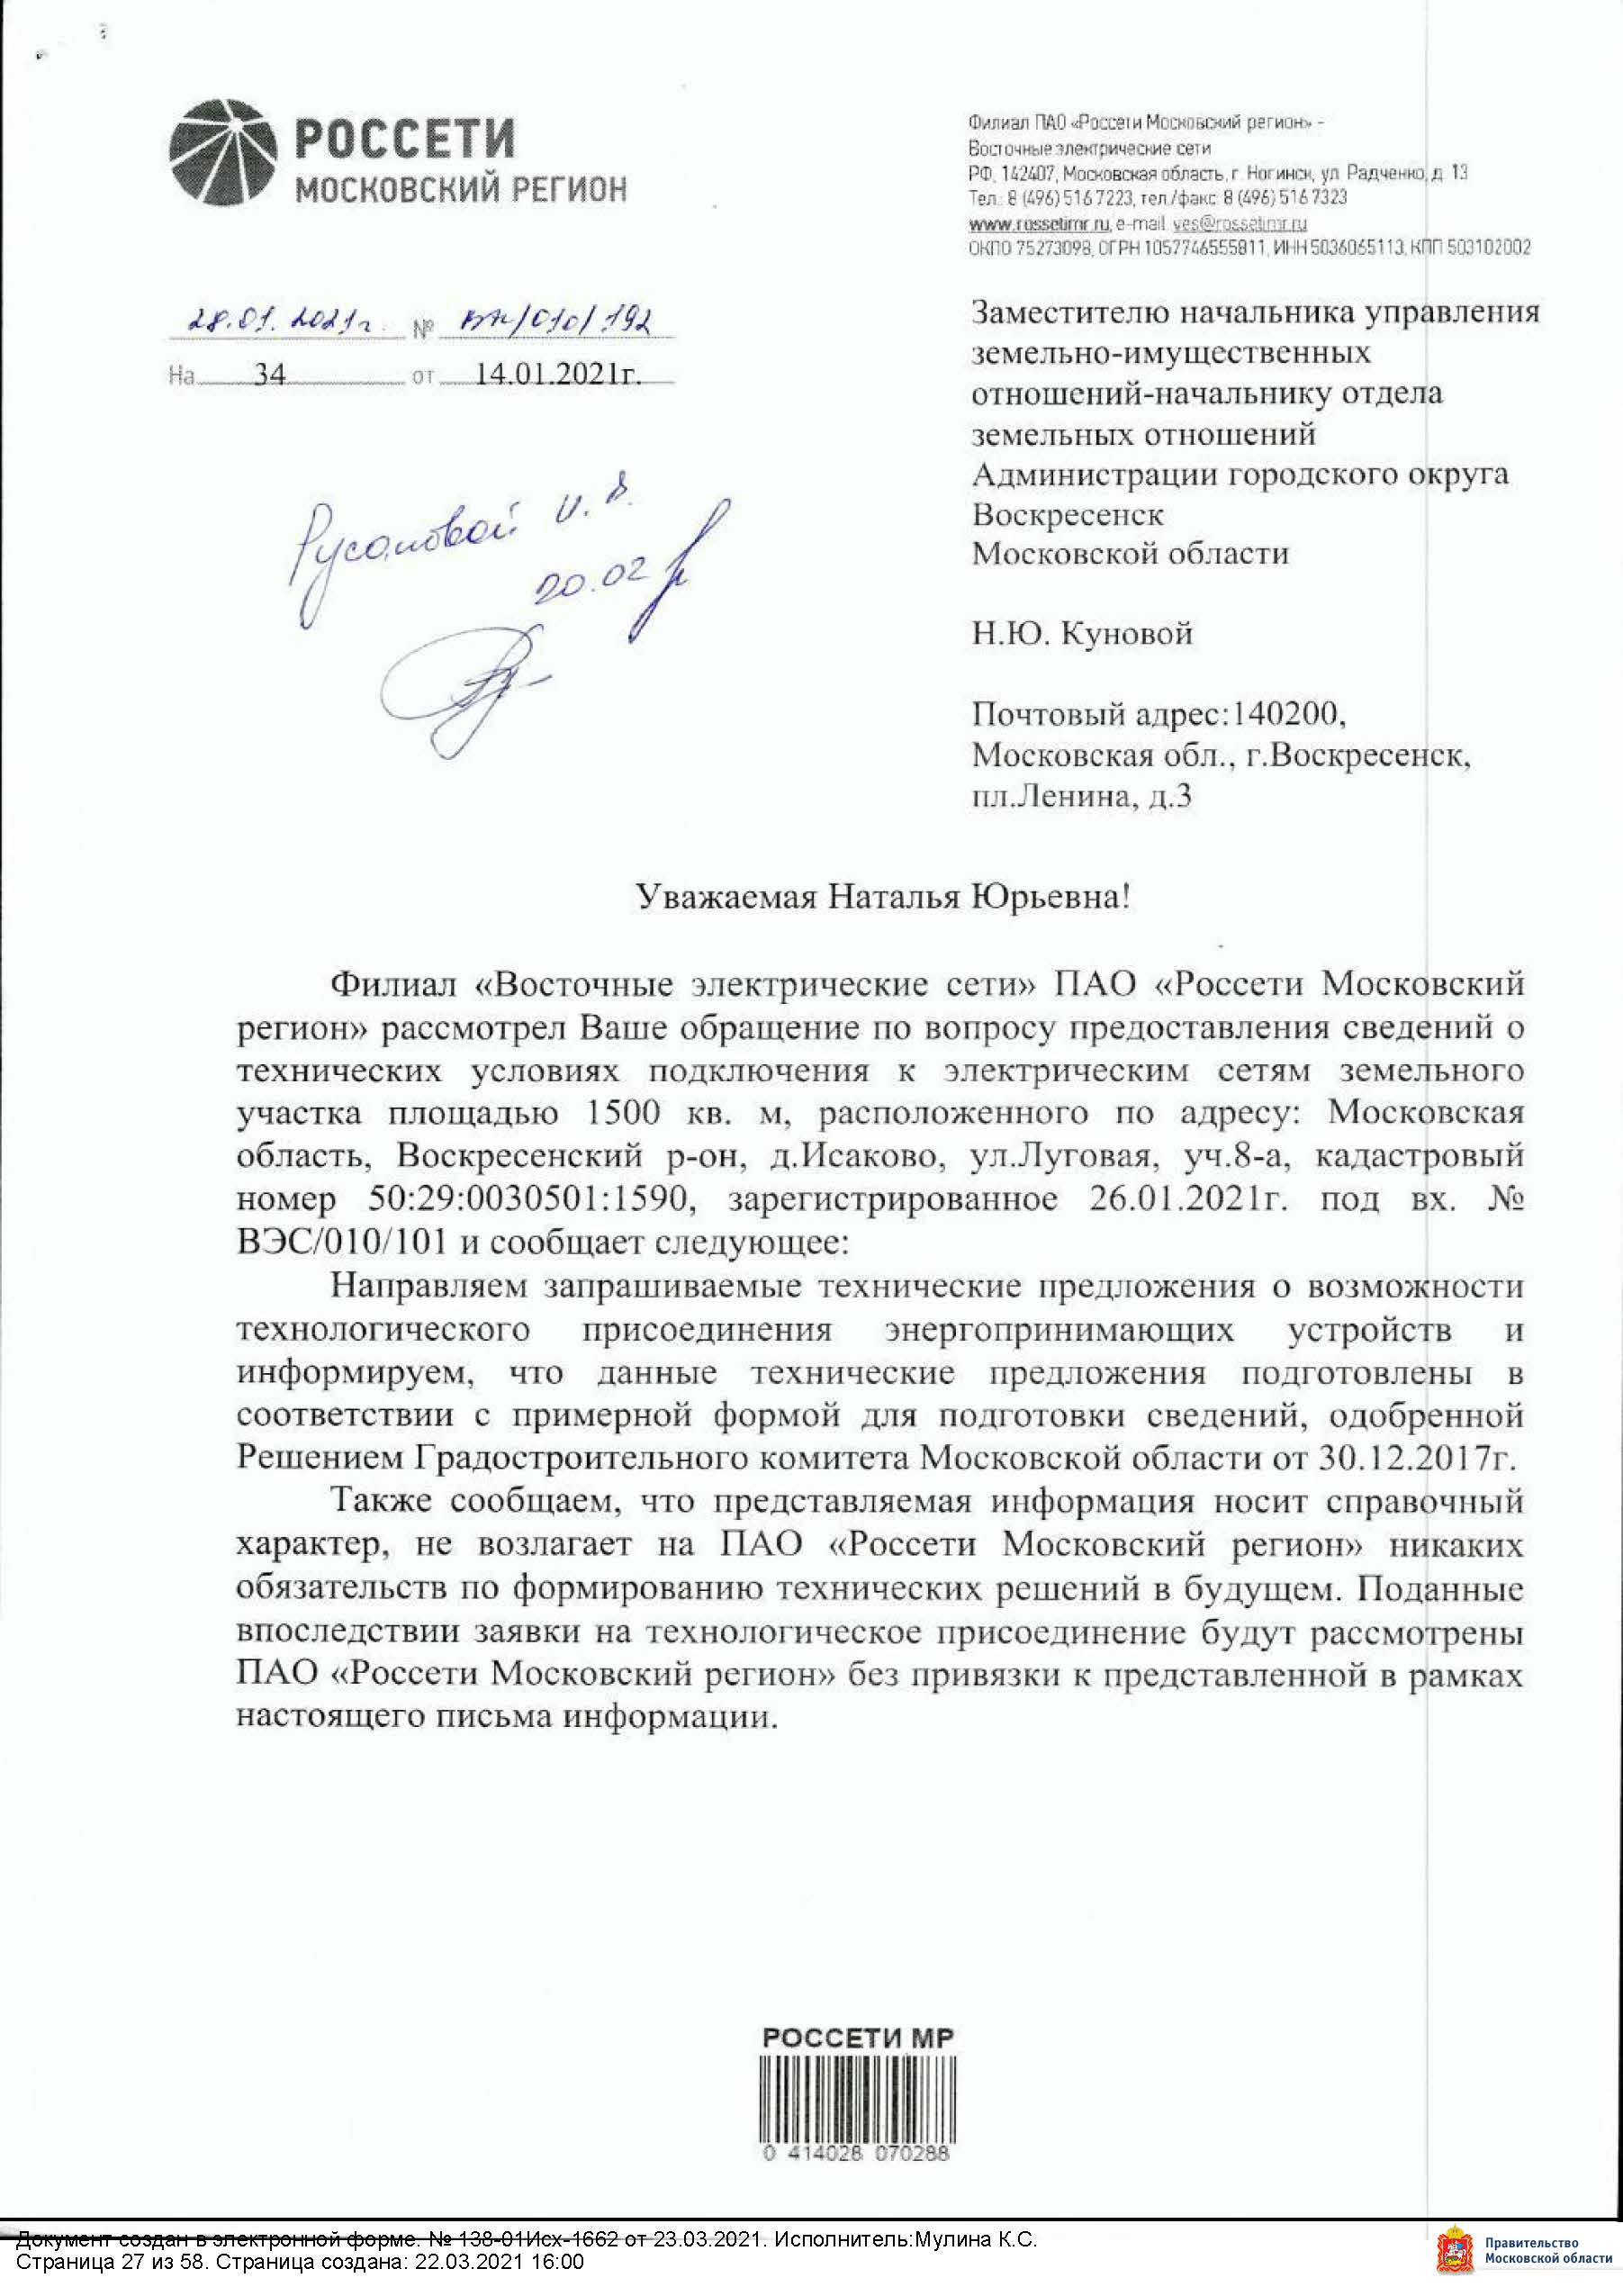 РОССЕТИ
МОСКОВСКИЙ РЕГИОН
Филиал ПАО «Россети Московский регион» -
Восточные электрические сети
РФ, 142407, Московская область, г. Ногинск, ул. Радченко, д. 13
Тел.: 8 (496) 516 7223, тел./факс: 8 (496) 516 7323
www.rossetimr.ru, e-mail: ves@rossetimr.ru
ОКПО 75273098, ОГРН 1057746555811, ИНН 5036065113, КПП 503102002
28.01.2021г. № /010/192
На 34 от 14.01.2021г.
Заместителю начальника управления
земельно-имущественных
отношений-начальнику отдела
земельных отношений
Администрации городского округа
Воскресенск
Московской области
Н.Ю. Куновой
Почтовый адрес:140200,
Московская обл., г.Воскресенск,
пл.Ленина, д.3
20.02
Уважаемая Наталья Юрьевна!
Филиал «Восточные электрические сети» ПАО «Россети Московский
регион» рассмотрел Ваше обращение по вопросу предоставления сведений о
технических условиях подключения к электрическим сетям земельного
участка площадью 1500 кв. м, расположенного по адресу: Московская
область, Воскресенский р-он, д.Исаково, ул.Луговая, уч.8-а, кадастровый
номер 50:29:0030501:1590, зарегистрированное 26.01.2021г. под вх. №
ВЭС/010/101 и сообщает следующее:
Направляем запрашиваемые технические предложения о возможности
технологического присоединения энергопринимающих устройств и
информируем, что данные технические предложения подготовлены в
соответствии с примерной формой для подготовки сведений, одобренной
Решением Градостроительного комитета Московской области от 30.12.2017г.
Также сообщаем, что представляемая информация носит справочный
характер, не возлагает на ПАО «Россети Московский регион» никаких
обязательств по формированию технических решений в будущем. Поданные
впоследствии заявки на технологическое присоединение будут рассмотрены
ПАО «Россети Московский регион» без привязки к представленной в рамках
настоящего письма информации.
РОССЕТИ МР
0 414028 070288
Документ создан в электронной форме. № 138-01Исх-1662 от 23.03.2021. Исполнитель:Мулина К.С.
Страница 27 из 58. Страница создана: 22.03.2021 16:00
Правительство
Московской области